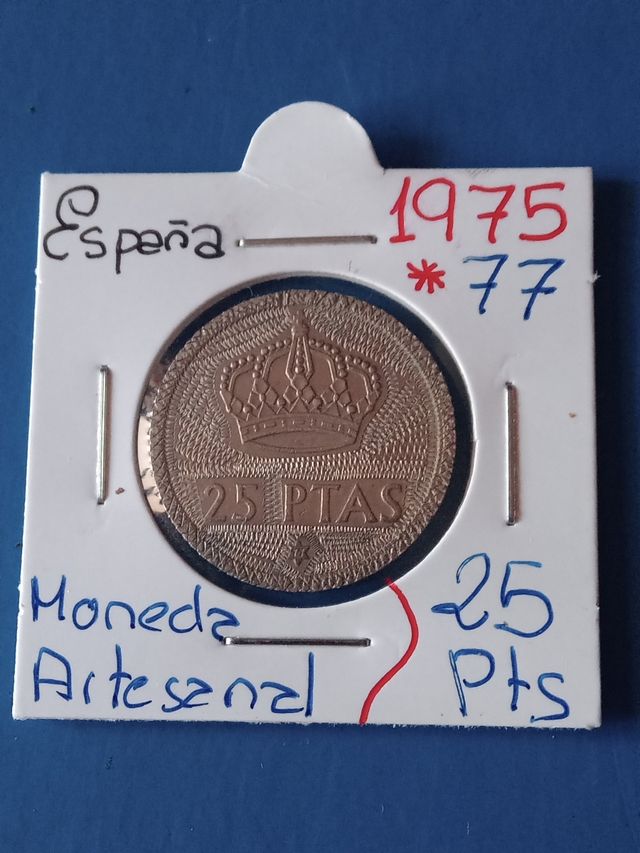 España 1975
*77
25 PTAS
Moneda 25
Artesanal Pts